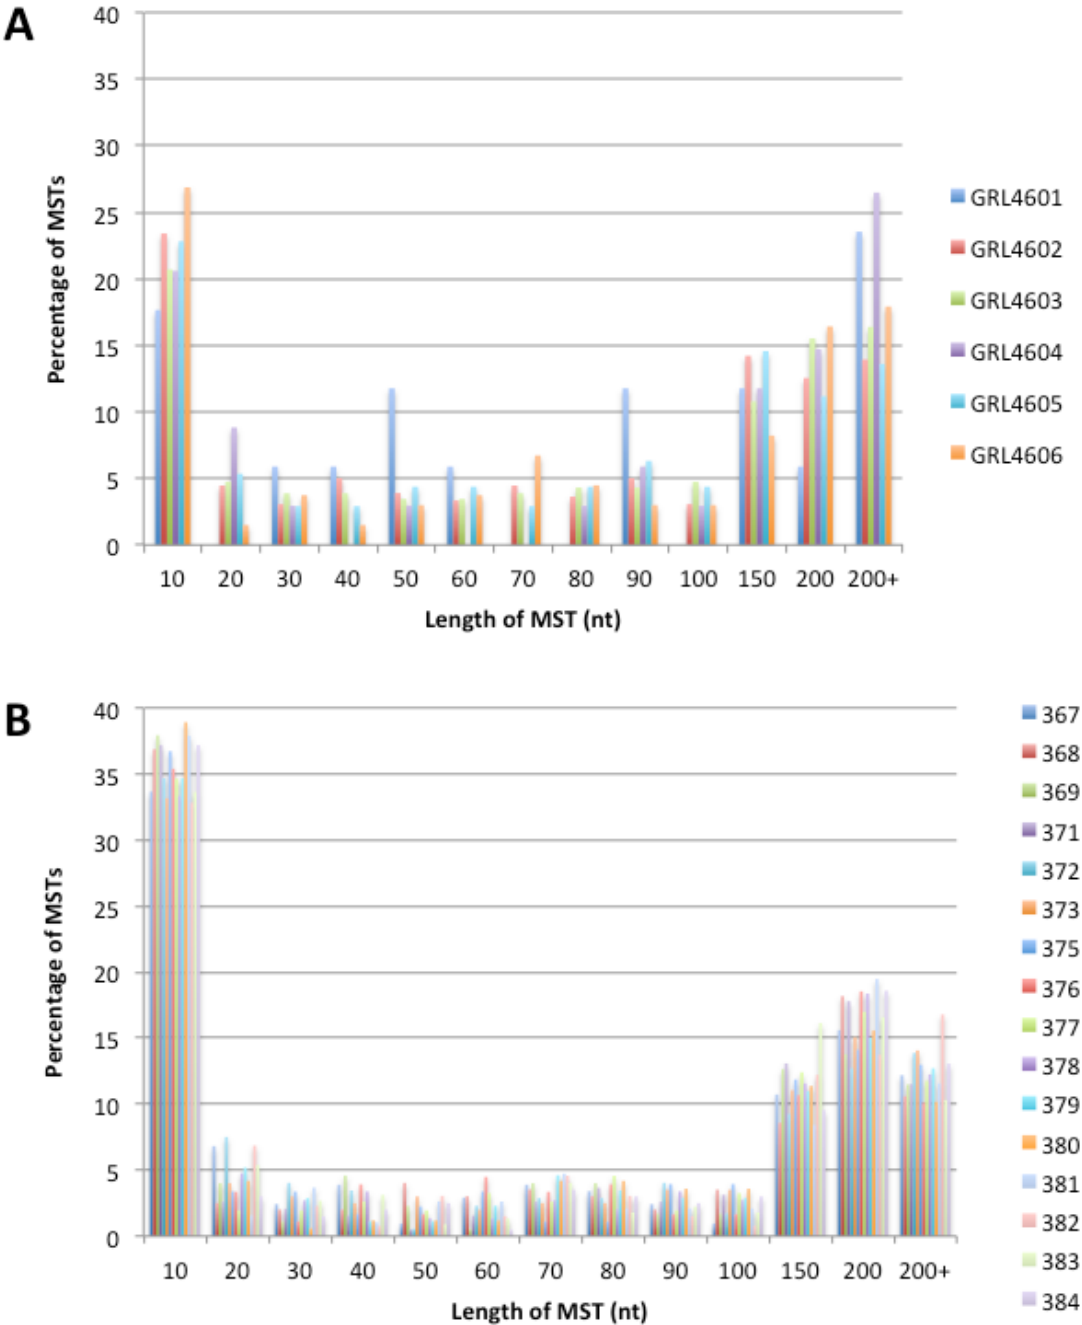 A
40
35
30
25
20
15
10
5
0
Percentage of MSTs
10 20 30 40 50 60 70 80 90 100 150 200 200+
Length of MST (nt)
GRL4601
GRL4602
GRL4603
GRL4604
GRL4605
GRL4606
B
40
35
30
25
20
15
10
5
0
Percentage of MSTs
10 20 30 40 50 60 70 80 90 100 150 200 200+
Length of MST (nt)
367
368
369
371
372
373
375
376
377
378
379
380
381
382
383
384